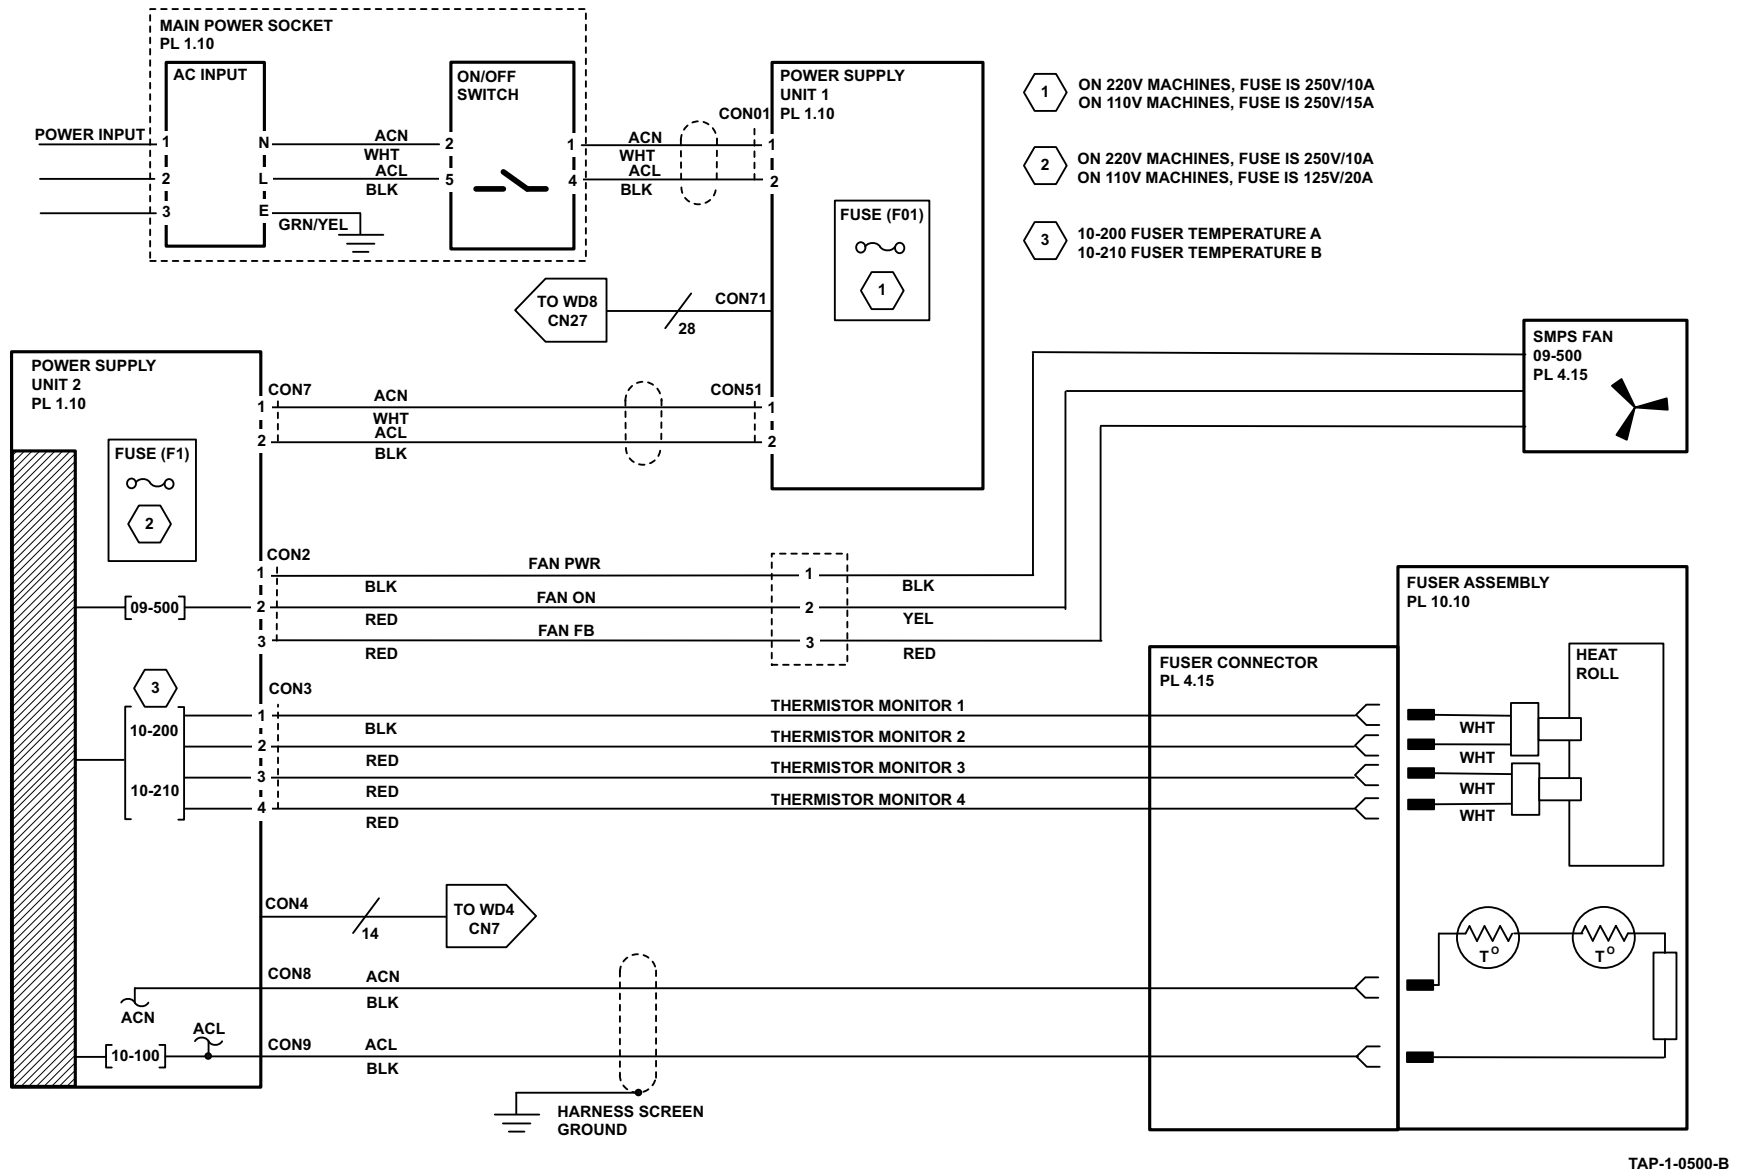 MAIN POWER SOCKET
PL 1.10
AC INPUT
POWER INPUT
1
2
3
N
L
E
ACN
WHT
ACL
BLK
GRN/YEL
ON/OFF
SWITCH
2
5
1
4
ACN
WHT
ACL
BLK
CON01
1
2
POWER SUPPLY
UNIT 1
PL 1.10
FUSE (F01)
1
1
ON 220V MACHINES, FUSE IS 250V/10A
ON 110V MACHINES, FUSE IS 250V/15A
2
ON 220V MACHINES, FUSE IS 250V/10A
ON 110V MACHINES, FUSE IS 125V/20A
3
10-200 FUSER TEMPERATURE A
10-210 FUSER TEMPERATURE B
TO WD8
CN27
28
CON71
SMPS FAN
09-500
PL 4.15
POWER SUPPLY
UNIT 2
PL 1.10
FUSE (F1)
2
CON7
1
2
ACN
WHT
ACL
BLK
CON51
1
2
CON2
1
2
3
09-500
FAN PWR
BLK
FAN ON
RED
FAN FB
RED
1
2
3
BLK
YEL
RED
3
10-200
10-210
CON3
1
2
3
4
BLK
RED
RED
RED
THERMISTOR MONITOR 1
THERMISTOR MONITOR 2
THERMISTOR MONITOR 3
THERMISTOR MONITOR 4
FUSER CONNECTOR
PL 4.15
FUSER ASSEMBLY
PL 10.10
HEAT
ROLL
WHT
WHT
WHT
WHT
CON4
14
TO WD4
CN7
CON8
ACN
BLK
ACN
ACL
10-100
CON9
ACL
BLK
HARNESS SCREEN
GROUND
TO
TO
TAP-1-0500-B